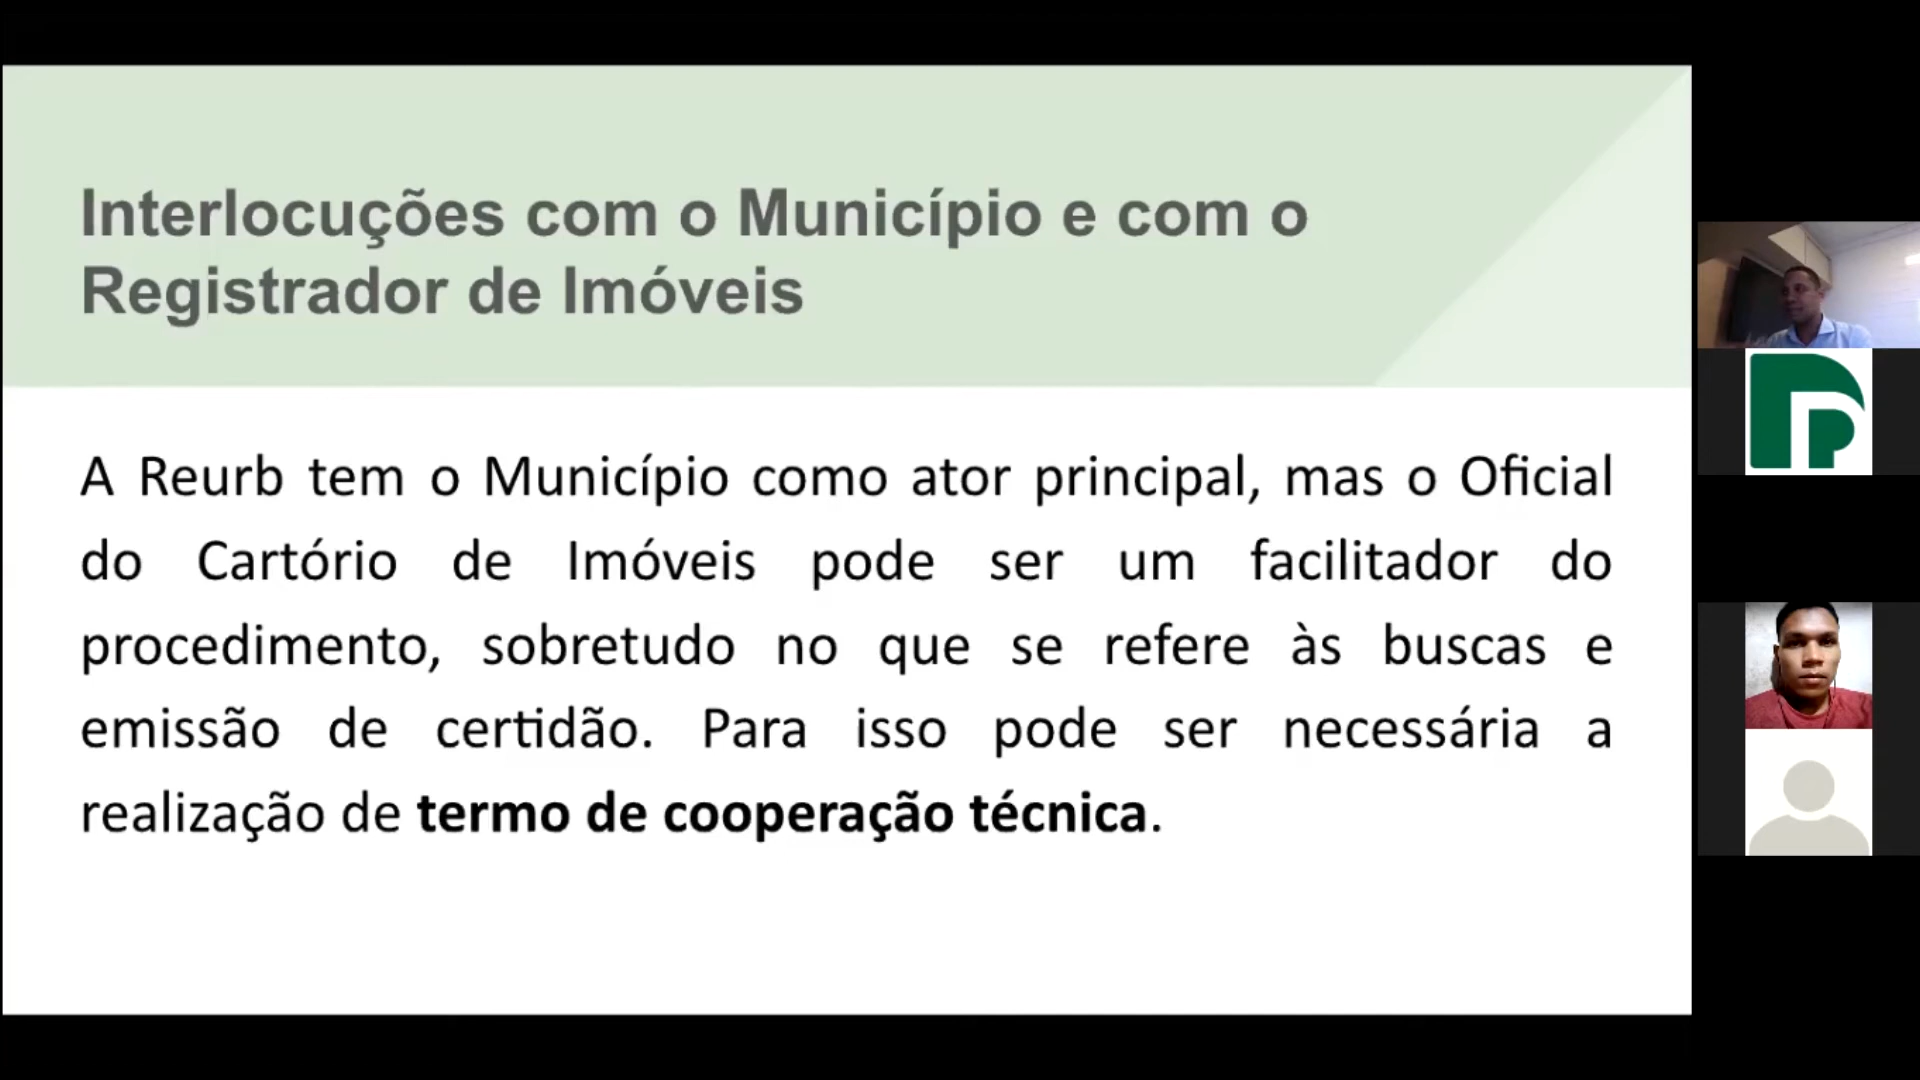 Interlocuções com o Município e com o
Registrador de Imóveis
A Reurb tem o Município como ator principal, mas o Oficial
do Cartório de Imóveis pode ser um facilitador do
procedimento, sobretudo no que se refere às buscas e
emissão de certidão. Para isso pode ser necessária a
realização de termo de cooperação técnica.